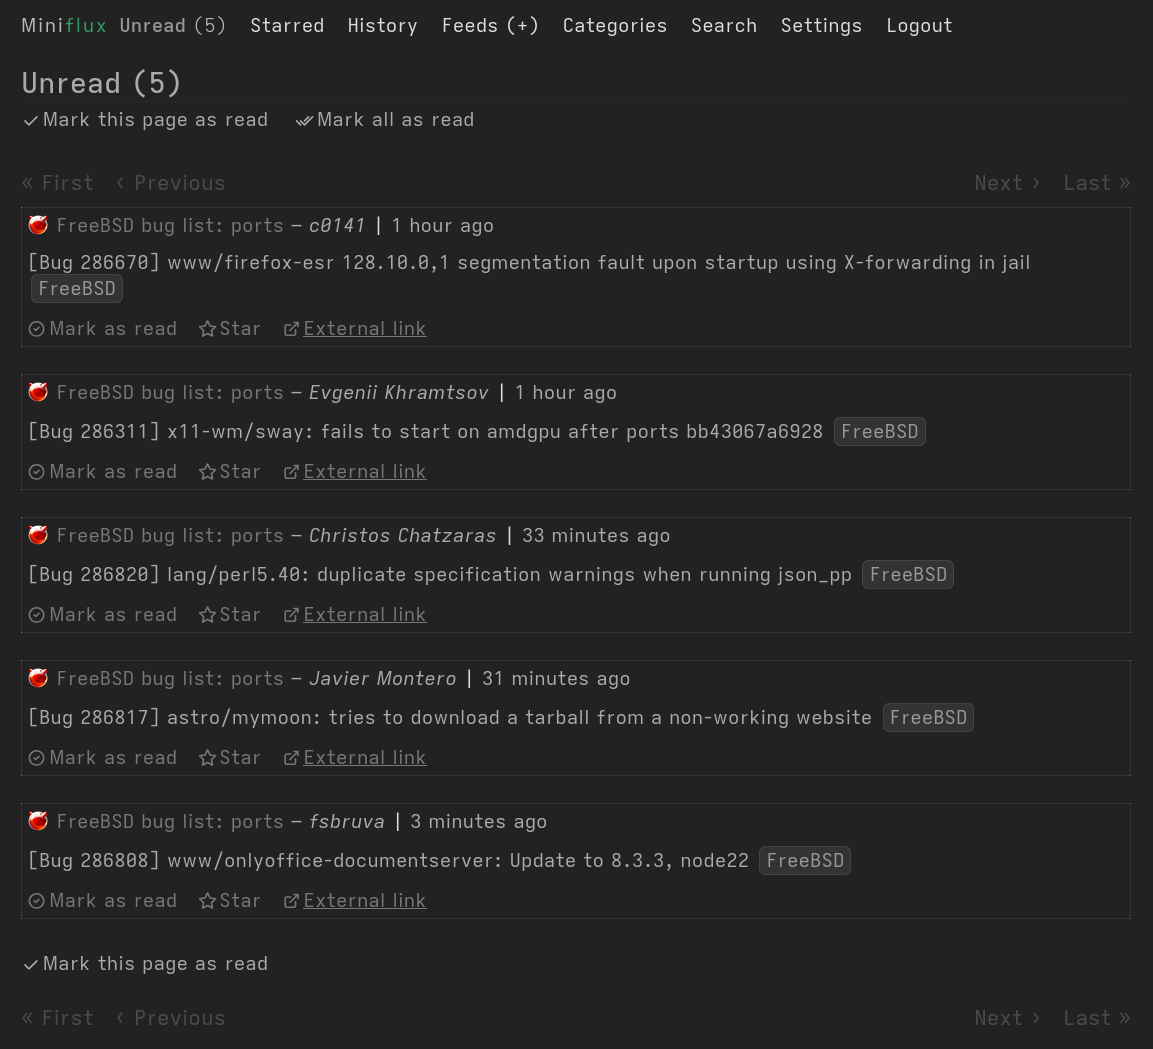 Miniflux Unread (5) Starred History Feeds (+) Categories Search Settings Logout
Unread (5)
Mark this page as read Mark all as read
« First ‹ Previous Next › Last »
FreeBSD bug list: ports – c0141 | 1 hour ago
[Bug 286670] www/firefox-esr 128.10.0,1 segmentation fault upon startup using X-forwarding in jail
FreeBSD
Mark as read Star External link
FreeBSD bug list: ports – Evgenii Khramtsov | 1 hour ago
[Bug 286311] x11-wm/sway: fails to start on amdgpu after ports bb43067a6928 FreeBSD
Mark as read Star External link
FreeBSD bug list: ports – Christos Chatzaras | 33 minutes ago
[Bug 286820] lang/perl5.40: duplicate specification warnings when running json_pp FreeBSD
Mark as read Star External link
FreeBSD bug list: ports – Javier Montero | 31 minutes ago
[Bug 286817] astro/mymoon: tries to download a tarball from a non-working website FreeBSD
Mark as read Star External link
FreeBSD bug list: ports – fsbruva | 3 minutes ago
[Bug 286808] www/onlyoffice-documentserver: Update to 8.3.3, node22 FreeBSD
Mark as read Star External link
Mark this page as read
« First ‹ Previous Next › Last »